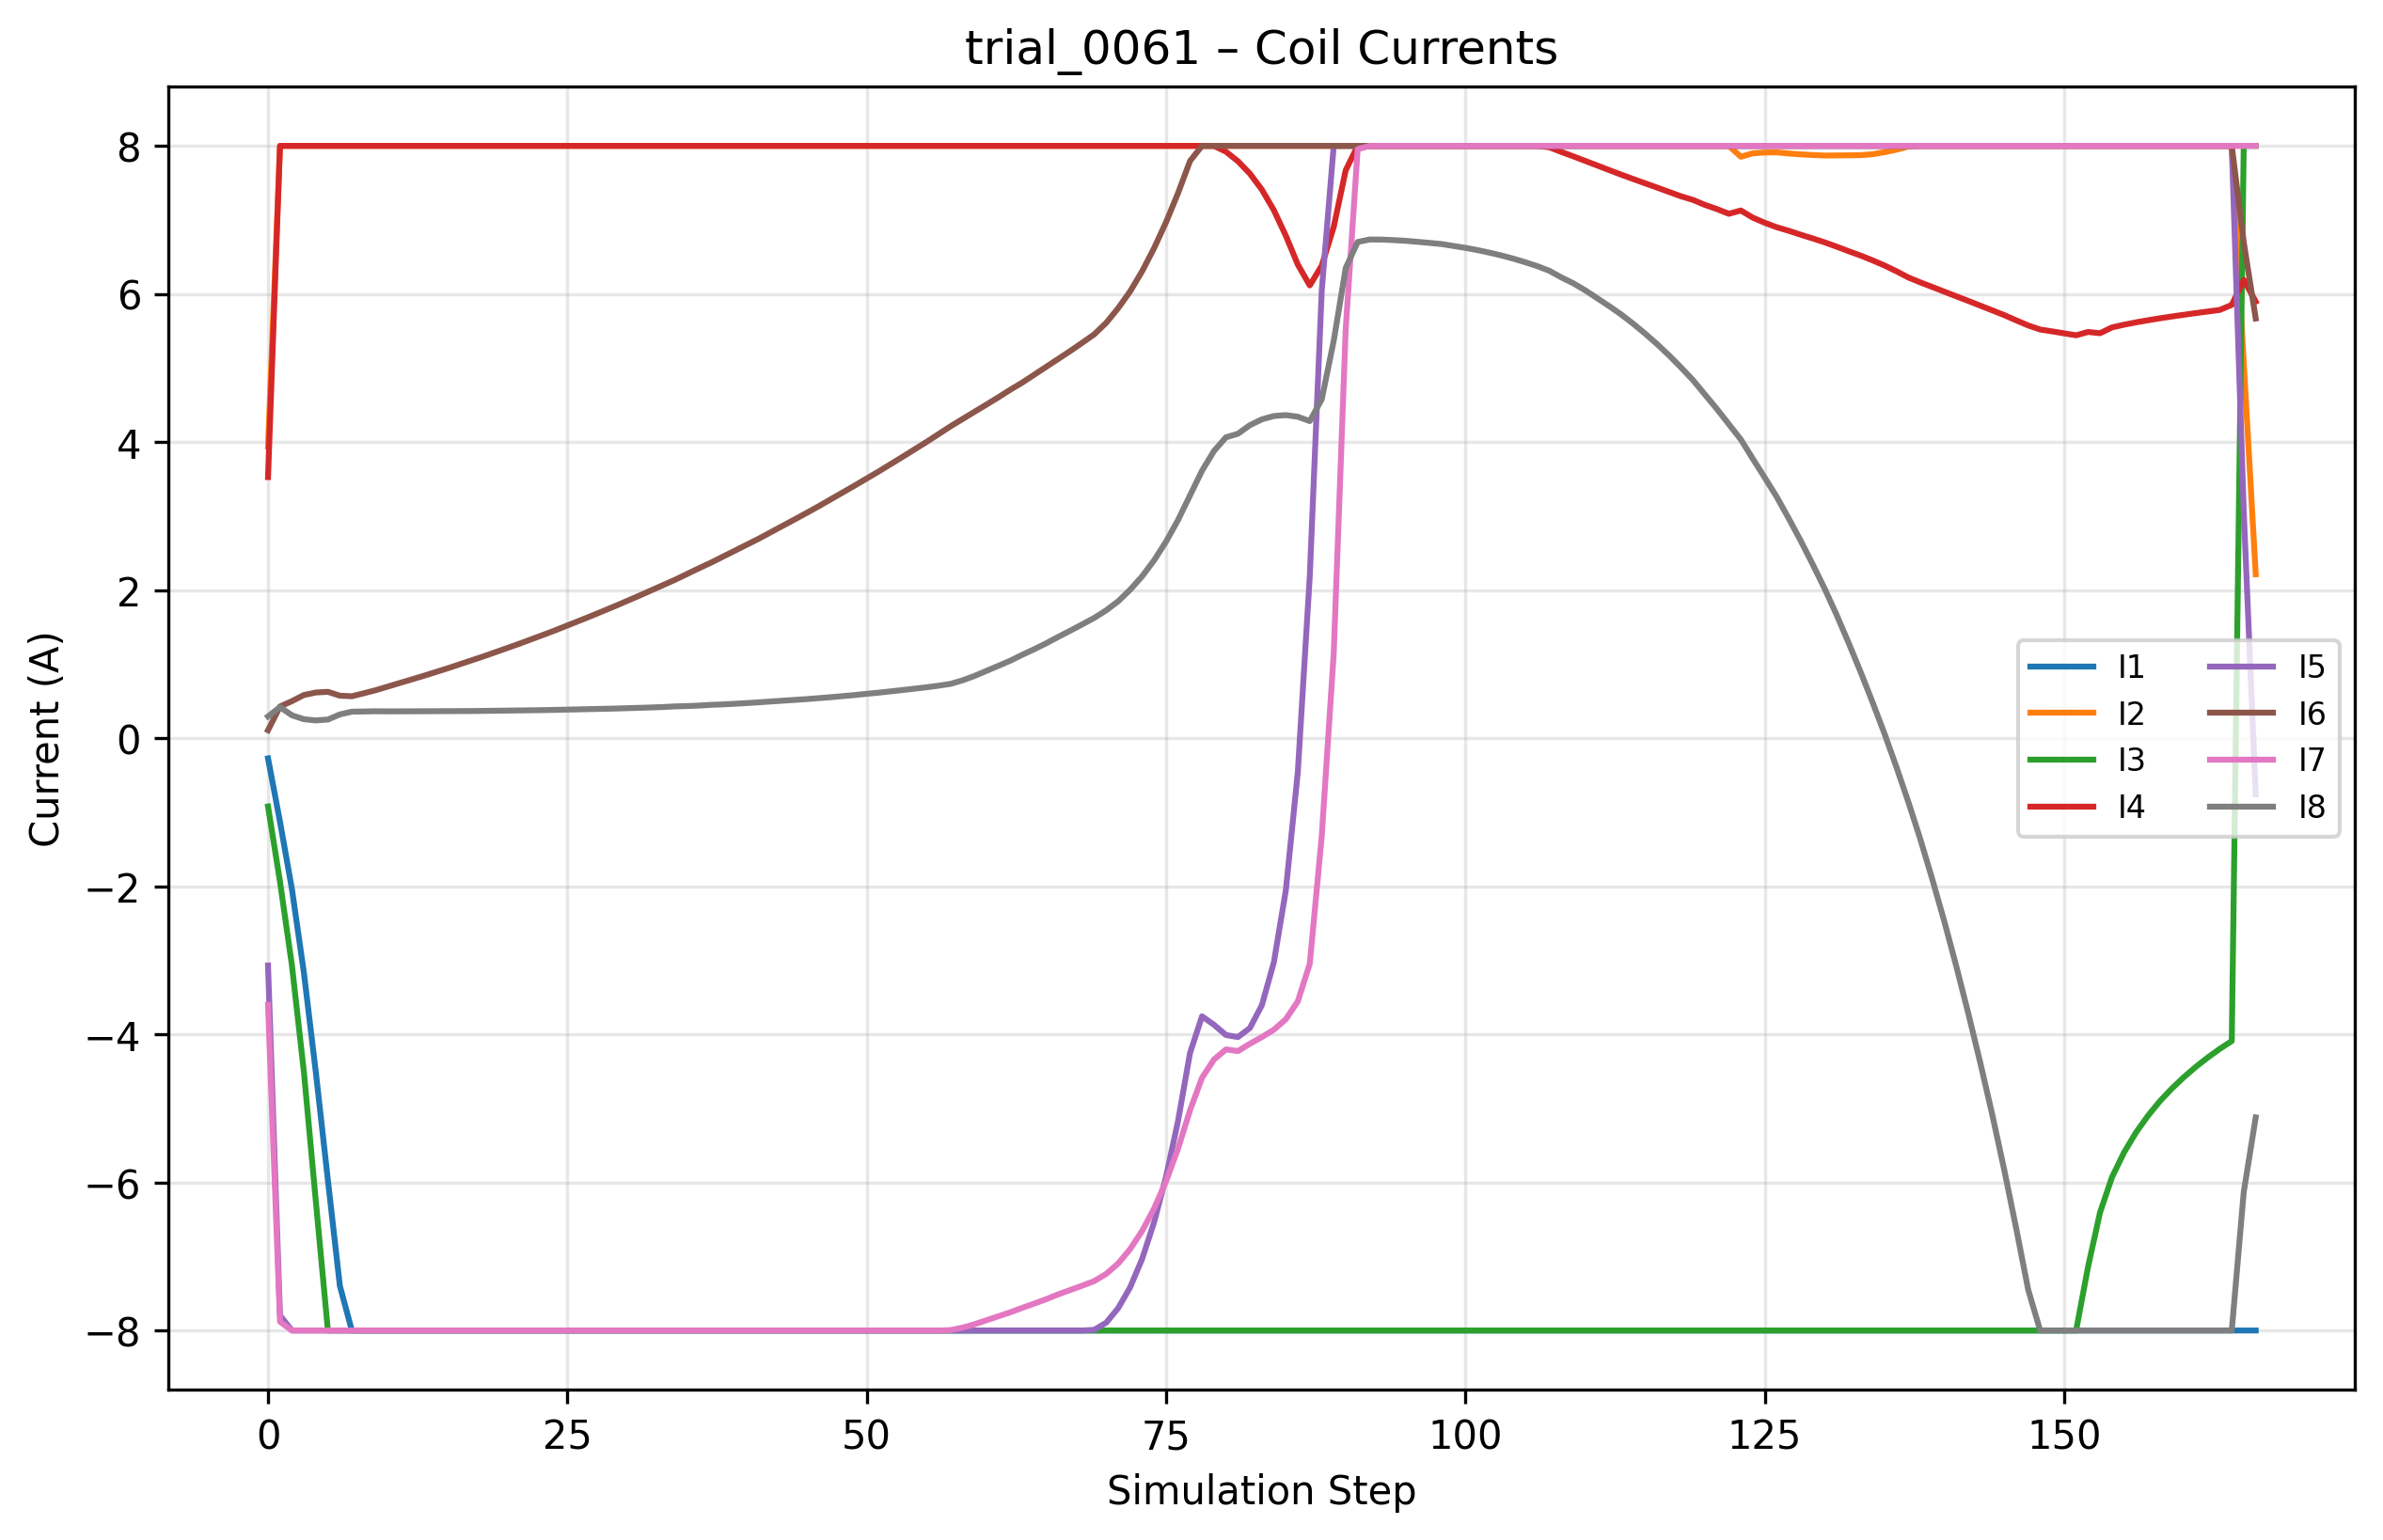 trial_0061 – Coil Currents
Current (A)
8
6
4
2
0
−2
−4
−6
−8
I1
I2
I3
I4
I5
I6
I7
I8
0
25
50
75
100
125
150
Simulation Step